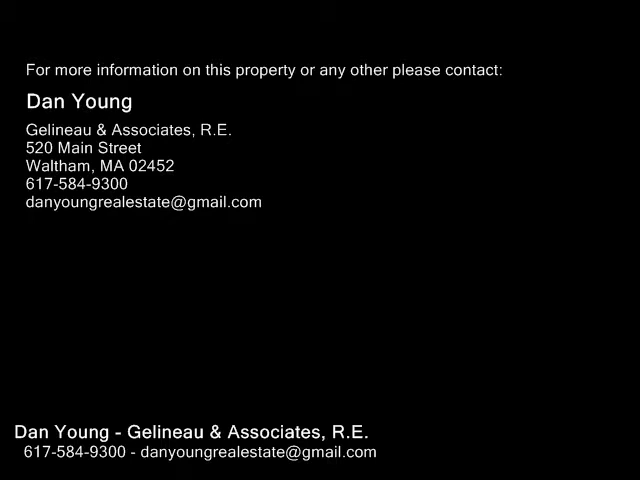 For more information on this property or any other please contact:
Dan Young
Gelineau & Associates, R.E.
520 Main Street
Waltham, MA 02452
617-584-9300
danyoungrealestate@gmail.com
Dan Young - Gelineau & Associates, R.E.
617-584-9300 - danyoungrealestate@gmail.com